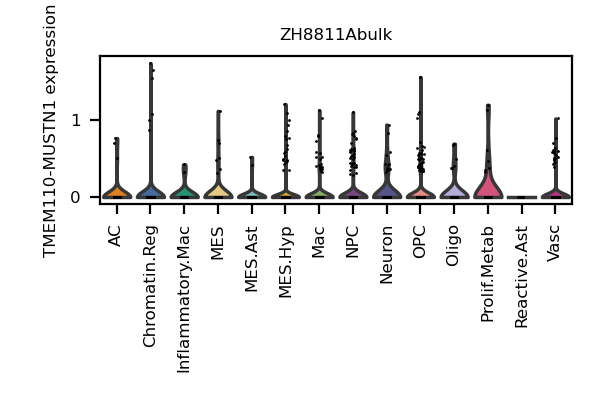 ZH8811Abulk
TMEM110-MUSTN1 expression
1
0
AC
Chromatin.Reg
Inflammatory.Mac
MES
MES.Ast
MES.Hyp
Mac
NPC
Neuron
OPC
Oligo
Prolif.Metab
Reactive.Ast
Vasc